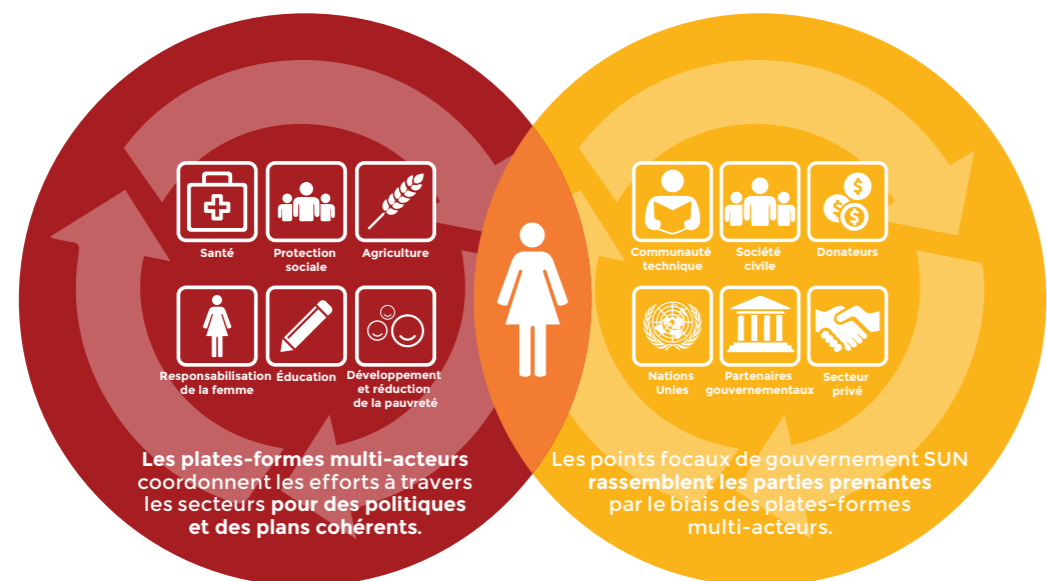 Santé
Protection
sociale
Agriculture
Responsabilisation
de la femme
Éducation
Développement
et réduction
de la pauvreté
Les plates-formes multi-acteurs
coordonnent les efforts à travers
les secteurs pour des politiques
et des plans cohérents.
Communauté
technique
Société
civile
Donateurs
Nations
Unies
Partenaires
gouvernementaux
Secteur
privé
Les points focaux de gouvernement SUN
rassemblent les parties prenantes
par le biais des plates-formes
multi-acteurs.